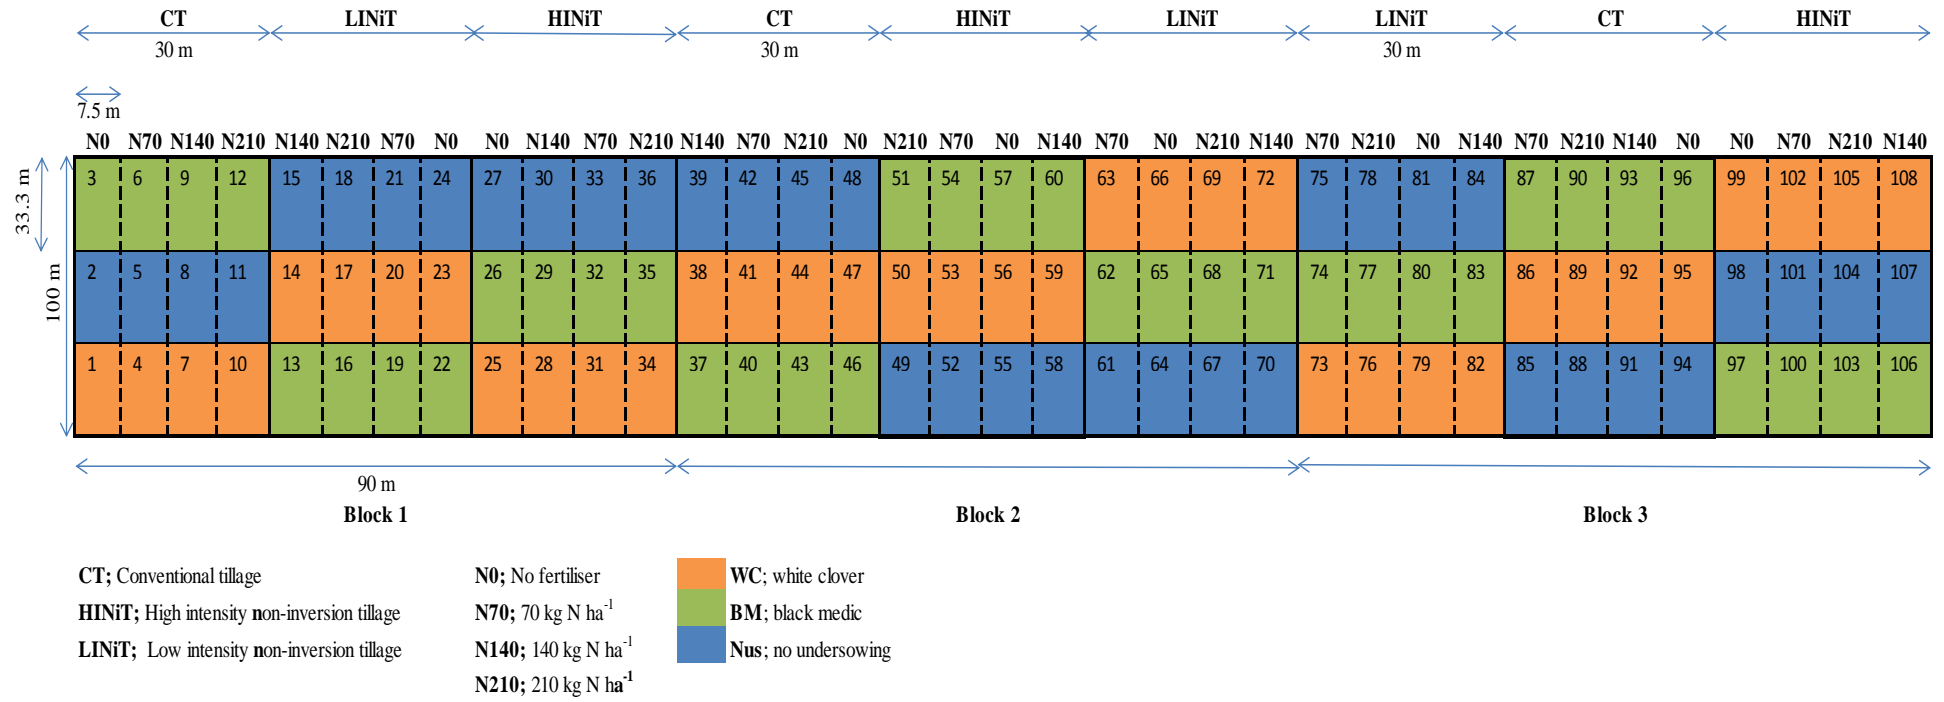 CT LINiT HINiT CT HINiT LINiT LINiT CT HINiT
30 m 30 m 30 m
7.5 m
N0 N70 N140 N210 N140 N210 N70 N0 N0 N140 N70 N210 N140 N70 N210 N0 N210 N70 N0 N140 N70 N0 N210 N140 N70 N210 N0 N140 N70 N210 N140 N0 N0 N70 N210 N140
33.3 m
3 6 9 12 15 18 21 24 27 30 33 36 39 42 45 48 51 54 57 60 63 66 69 72 75 78 81 84 87 90 93 96 99 102 105 108
100 m
2 5 8 11 14 17 20 23 26 29 32 35 38 41 44 47 50 53 56 59 62 65 68 71 74 77 80 83 86 89 92 95 98 101 104 107
1 4 7 10 13 16 19 22 25 28 31 34 37 40 43 46 49 52 55 58 61 64 67 70 73 76 79 82 85 88 91 94 97 100 103 106
90 m
Block 1 Block 2 Block 3
CT; Conventional tillage
HINiT; High intensity non-inversion tillage
LINiT; Low intensity non-inversion tillage
N0; No fertiliser
N70; 70 kg N ha-1
N140; 140 kg N ha-1
N210; 210 kg N ha-1
WC; white clover
BM; black medic
Nus; no undersowing